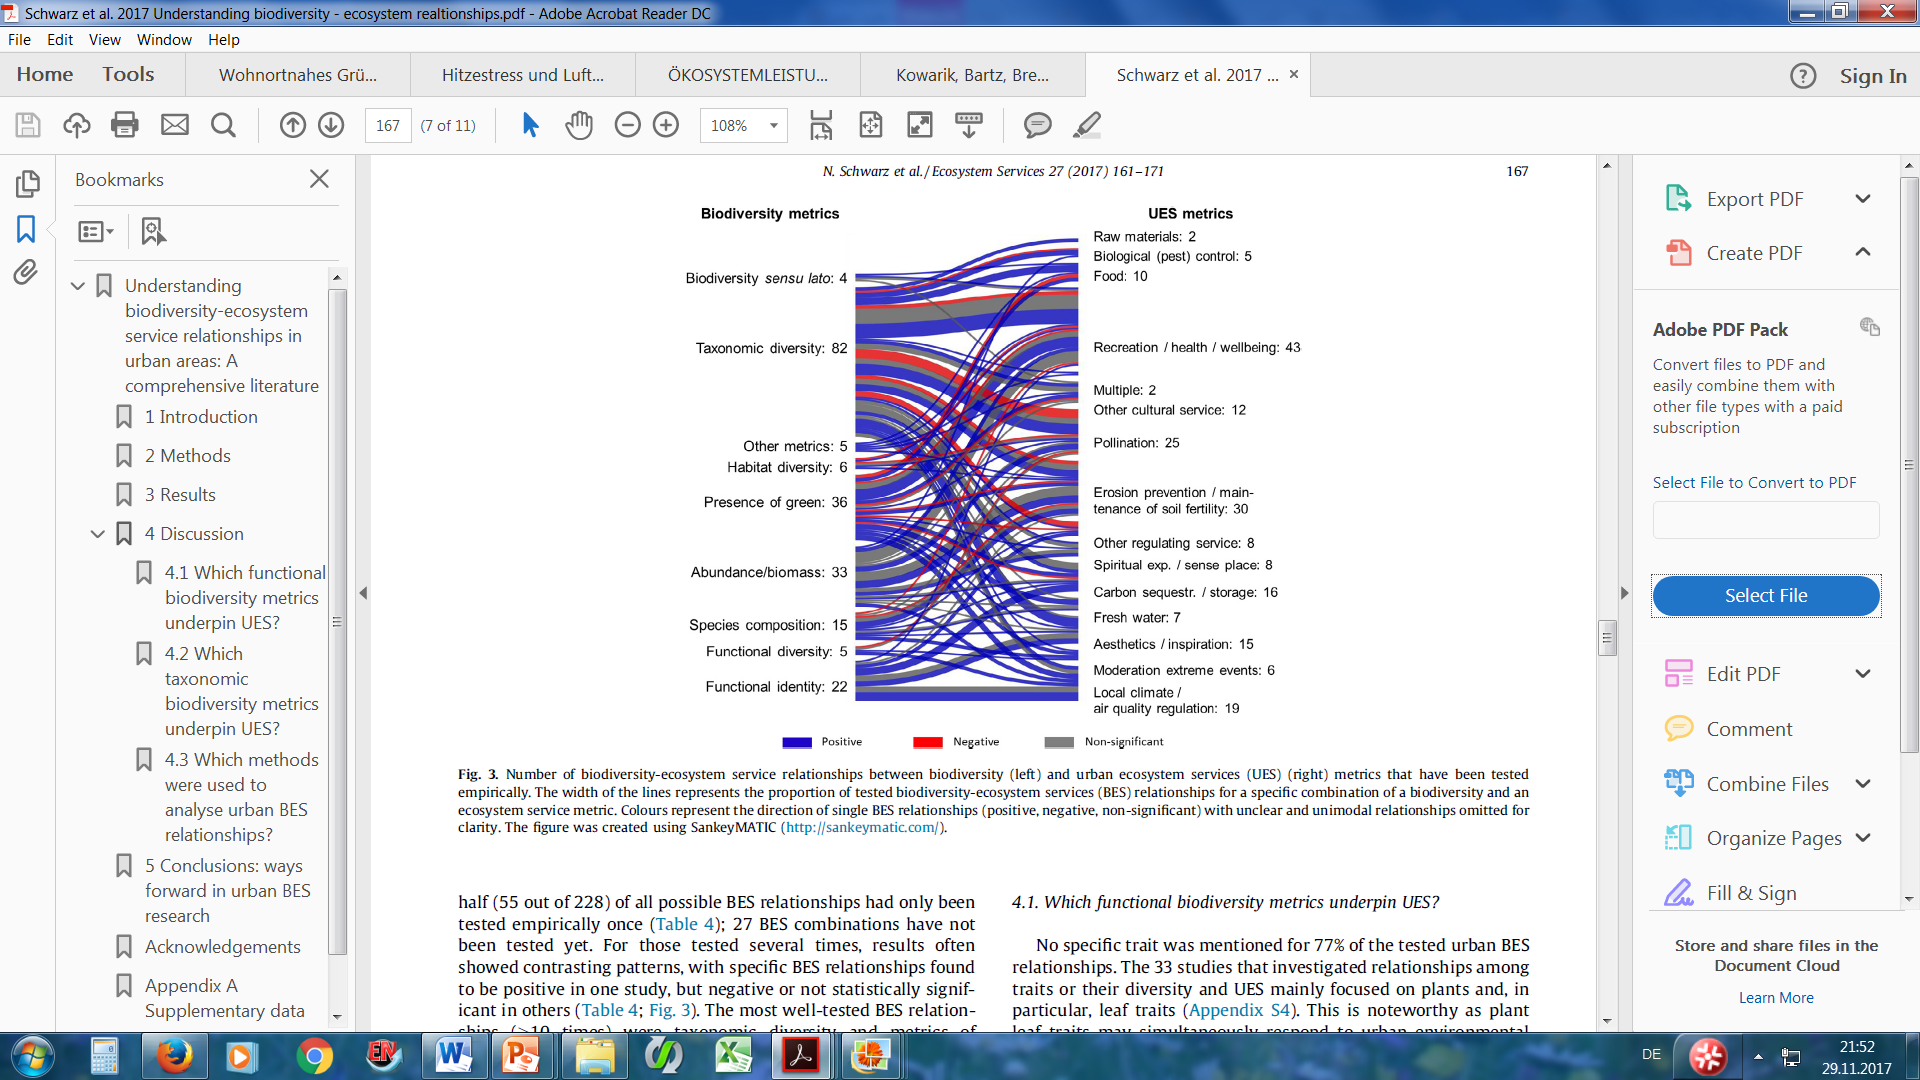 Schwarz et al. 2017 Understanding biodiversity - ecosystem realtionships.pdf - Adobe Acrobat Reader DC
File Edit View Window Help
Home Tools Wohnortnahes Grü... Hitzestress und Luft... ÖKOSYSTEMLEISTU... Kowarik, Bartz, Bre... Schwarz et al. 2017 ... Sign In
167 (7 of 11) 108%
Bookmarks
Understanding
biodiversity-ecosystem
service relationships in
urban areas: A
comprehensive literature
1 Introduction
2 Methods
3 Results
4 Discussion
4.1 Which functional
biodiversity metrics
underpin UES?
4.2 Which
taxonomic
biodiversity metrics
underpin UES?
4.3 Which methods
were used to
analyse urban BES
relationships?
5 Conclusions: ways
forward in urban BES
research
Acknowledgements
Appendix A
Supplementary data
N. Schwarz et al. / Ecosystem Services 27 (2017) 161–171 167
Biodiversity metrics
Biodiversity sensu lato: 4
Taxonomic diversity: 82
Other metrics: 5
Habitat diversity: 6
Presence of green: 36
Abundance/biomass: 33
Species composition: 15
Functional diversity: 5
Functional identity: 22
UES metrics
Raw materials: 2
Biological (pest) control: 5
Food: 10
Recreation / health / wellbeing: 43
Multiple: 2
Other cultural service: 12
Pollination: 25
Erosion prevention / main-
tenance of soil fertility: 30
Other regulating service: 8
Spiritual exp. / sense place: 8
Carbon sequestr. / storage: 16
Fresh water: 7
Aesthetics / inspiration: 15
Moderation extreme events: 6
Local climate /
air quality regulation: 19
Positive Negative Non-significant
Fig. 3. Number of biodiversity-ecosystem service relationships between biodiversity (left) and urban ecosystem services (UES) (right) metrics that have been tested
empirically. The width of the lines represents the proportion of tested biodiversity-ecosystem services (BES) relationships for a specific combination of a biodiversity and an
ecosystem service metric. Colours represent the direction of single BES relationships (positive, negative, non-significant) with unclear and unimodal relationships omitted for
clarity. The figure was created using SankeyMATIC (http://sankeymatic.com/).
half (55 out of 228) of all possible BES relationships had only been
tested empirically once (Table 4); 27 BES combinations have not
been tested yet. For those tested several times, results often
showed contrasting patterns, with specific BES relationships found
to be positive in one study, but negative or not statistically signif-
icant in others (Table 4; Fig. 3). The most well-tested BES relation-
ships (≥10 times) were taxonomic diversity and metrics of
4.1. Which functional biodiversity metrics underpin UES?
No specific trait was mentioned for 77% of the tested urban BES
relationships. The 33 studies that investigated relationships among
traits or their diversity and UES mainly focused on plants and, in
particular, leaf traits (Appendix S4). This is noteworthy as plant
leaf traits may simultaneously respond to urban environmental
Export PDF
Create PDF
Adobe PDF Pack
Convert files to PDF and
easily combine them with
other file types with a paid
subscription
Select File to Convert to PDF
Select File
Edit PDF
Comment
Combine Files
Organize Pages
Fill & Sign
Store and share files in the
Document Cloud
Learn More
DE
21:52
29.11.2017